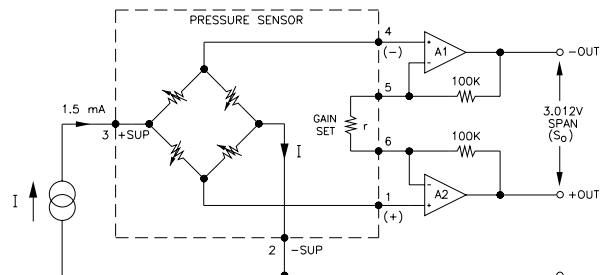 PRESSURE SENSOR
4
(-)
+
A1
-
-OUT
100K
5
1.5 mA
3 +SUP
GAIN
SET
r
3.012V
SPAN
(So)
I
I
6
100K
-
A2
+
+OUT
1
(+)
2 -SUP